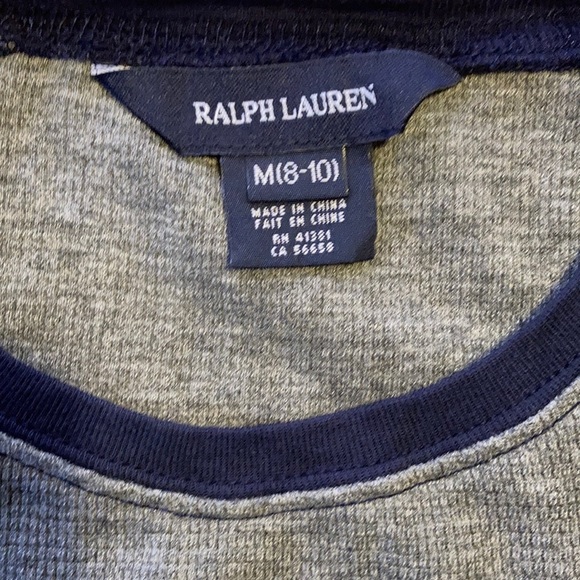 RALPH LAUREN
M(8-10)
MADE IN CHINA
FAIT EN CHINE
RN 41381
CA 56658